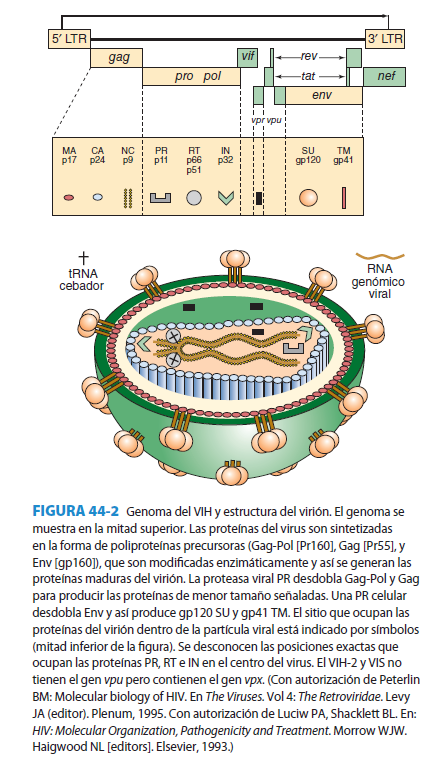 5′ LTR
3′ LTR
gag
vif
rev
pro pol
tat
nef
env
vpr vpu
MA CA NC PR RT IN SU TM
p17 p24 p9 p11 p66 p32 gp120 gp41
p51
tRNA
cebador
RNA
genómico
viral
FIGURA 44-2 Genoma del VIH y estructura del virión. El genoma se
muestra en la mitad superior. Las proteínas del virus son sintetizadas
en la forma de poliproteínas precursoras (Gag-Pol [Pr160], Gag [Pr55], y
Env [gp160]), que son modificadas enzimáticamente y así se generan las
proteínas maduras del virión. La proteasa viral PR desdobla Gag-Pol y Gag
para producir las proteínas de menor tamaño señaladas. Una PR celular
desdobla Env y así produce gp120 SU y gp41 TM. El sitio que ocupan las
proteínas del virión dentro de la partícula viral está indicado por símbolos
(mitad inferior de la figura). Se desconocen las posiciones exactas que
ocupan las proteínas PR, RT e IN en el centro del virus. El VIH-2 y VIS no
tienen el gen vpu pero contienen el gen vpx. (Con autorización de Peterlin
BM: Molecular biology of HIV. En The Viruses. Vol 4: The Retroviridae. Levy
JA (editor). Plenum, 1995. Con autorización de Luciw PA, Shacklett BL. En:
HIV: Molecular Organization, Pathogenicity and Treatment. Morrow WJW.
Haigwood NL [editors]. Elsevier, 1993.)